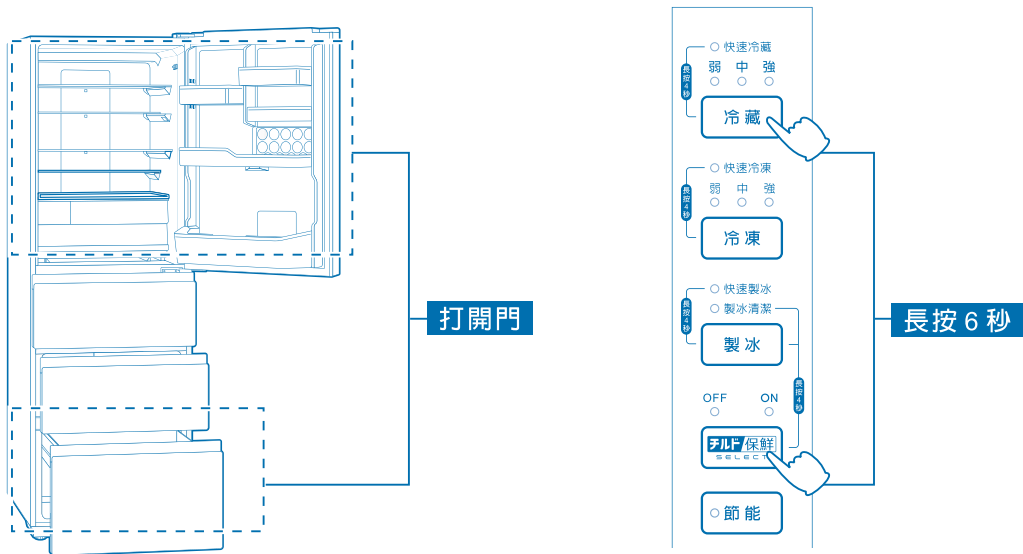 打開門
快速冷藏
弱 中 強
長按4秒
冷藏
快速冷凍
弱 中 強
長按4秒
冷凍
快速製冰
製冰清潔
長按4秒
製冰
長按4秒
OFF ON
チルド 保鮮
SELECT
節能
長按6秒